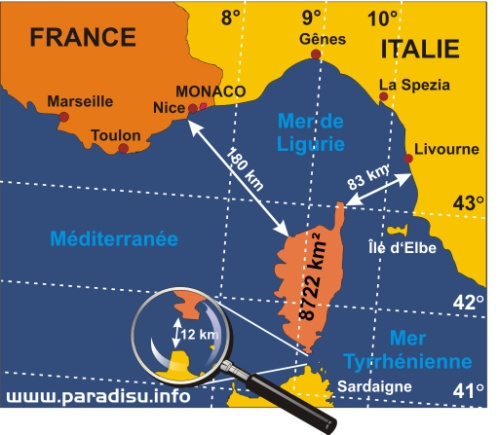 8°
9°
10°
Gênes
FRANCE
ITALIE
MONACO
La Spezia
Marseille
Nice
Toulon
Mer de
Ligurie
Livourne
180 km
83 km
43°
Méditerranée
Île d'Elbe
8722 km²
42°
12 km
Mer
Tyrrhénienne
Sardaigne
41°
www.paradisu.info